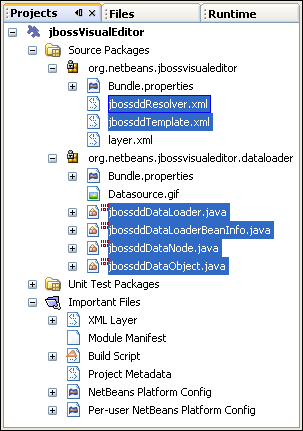 Projects Files Runtime
jbossVisualEditor
Source Packages
org.netbeans.jbossvisualeditor
Bundle.properties
jbossddResolver.xml
jbossddTemplate.xml
layer.xml
org.netbeans.jbossvisualeditor.dataloader
Bundle.properties
Datasource.gif
jbossddDataLoader.java
jbossddDataLoaderBeanInfo.java
jbossddDataNode.java
jbossddDataObject.java
Unit Test Packages
Important Files
XML Layer
Module Manifest
Build Script
Project Metadata
NetBeans Platform Config
Per-user NetBeans Platform Config